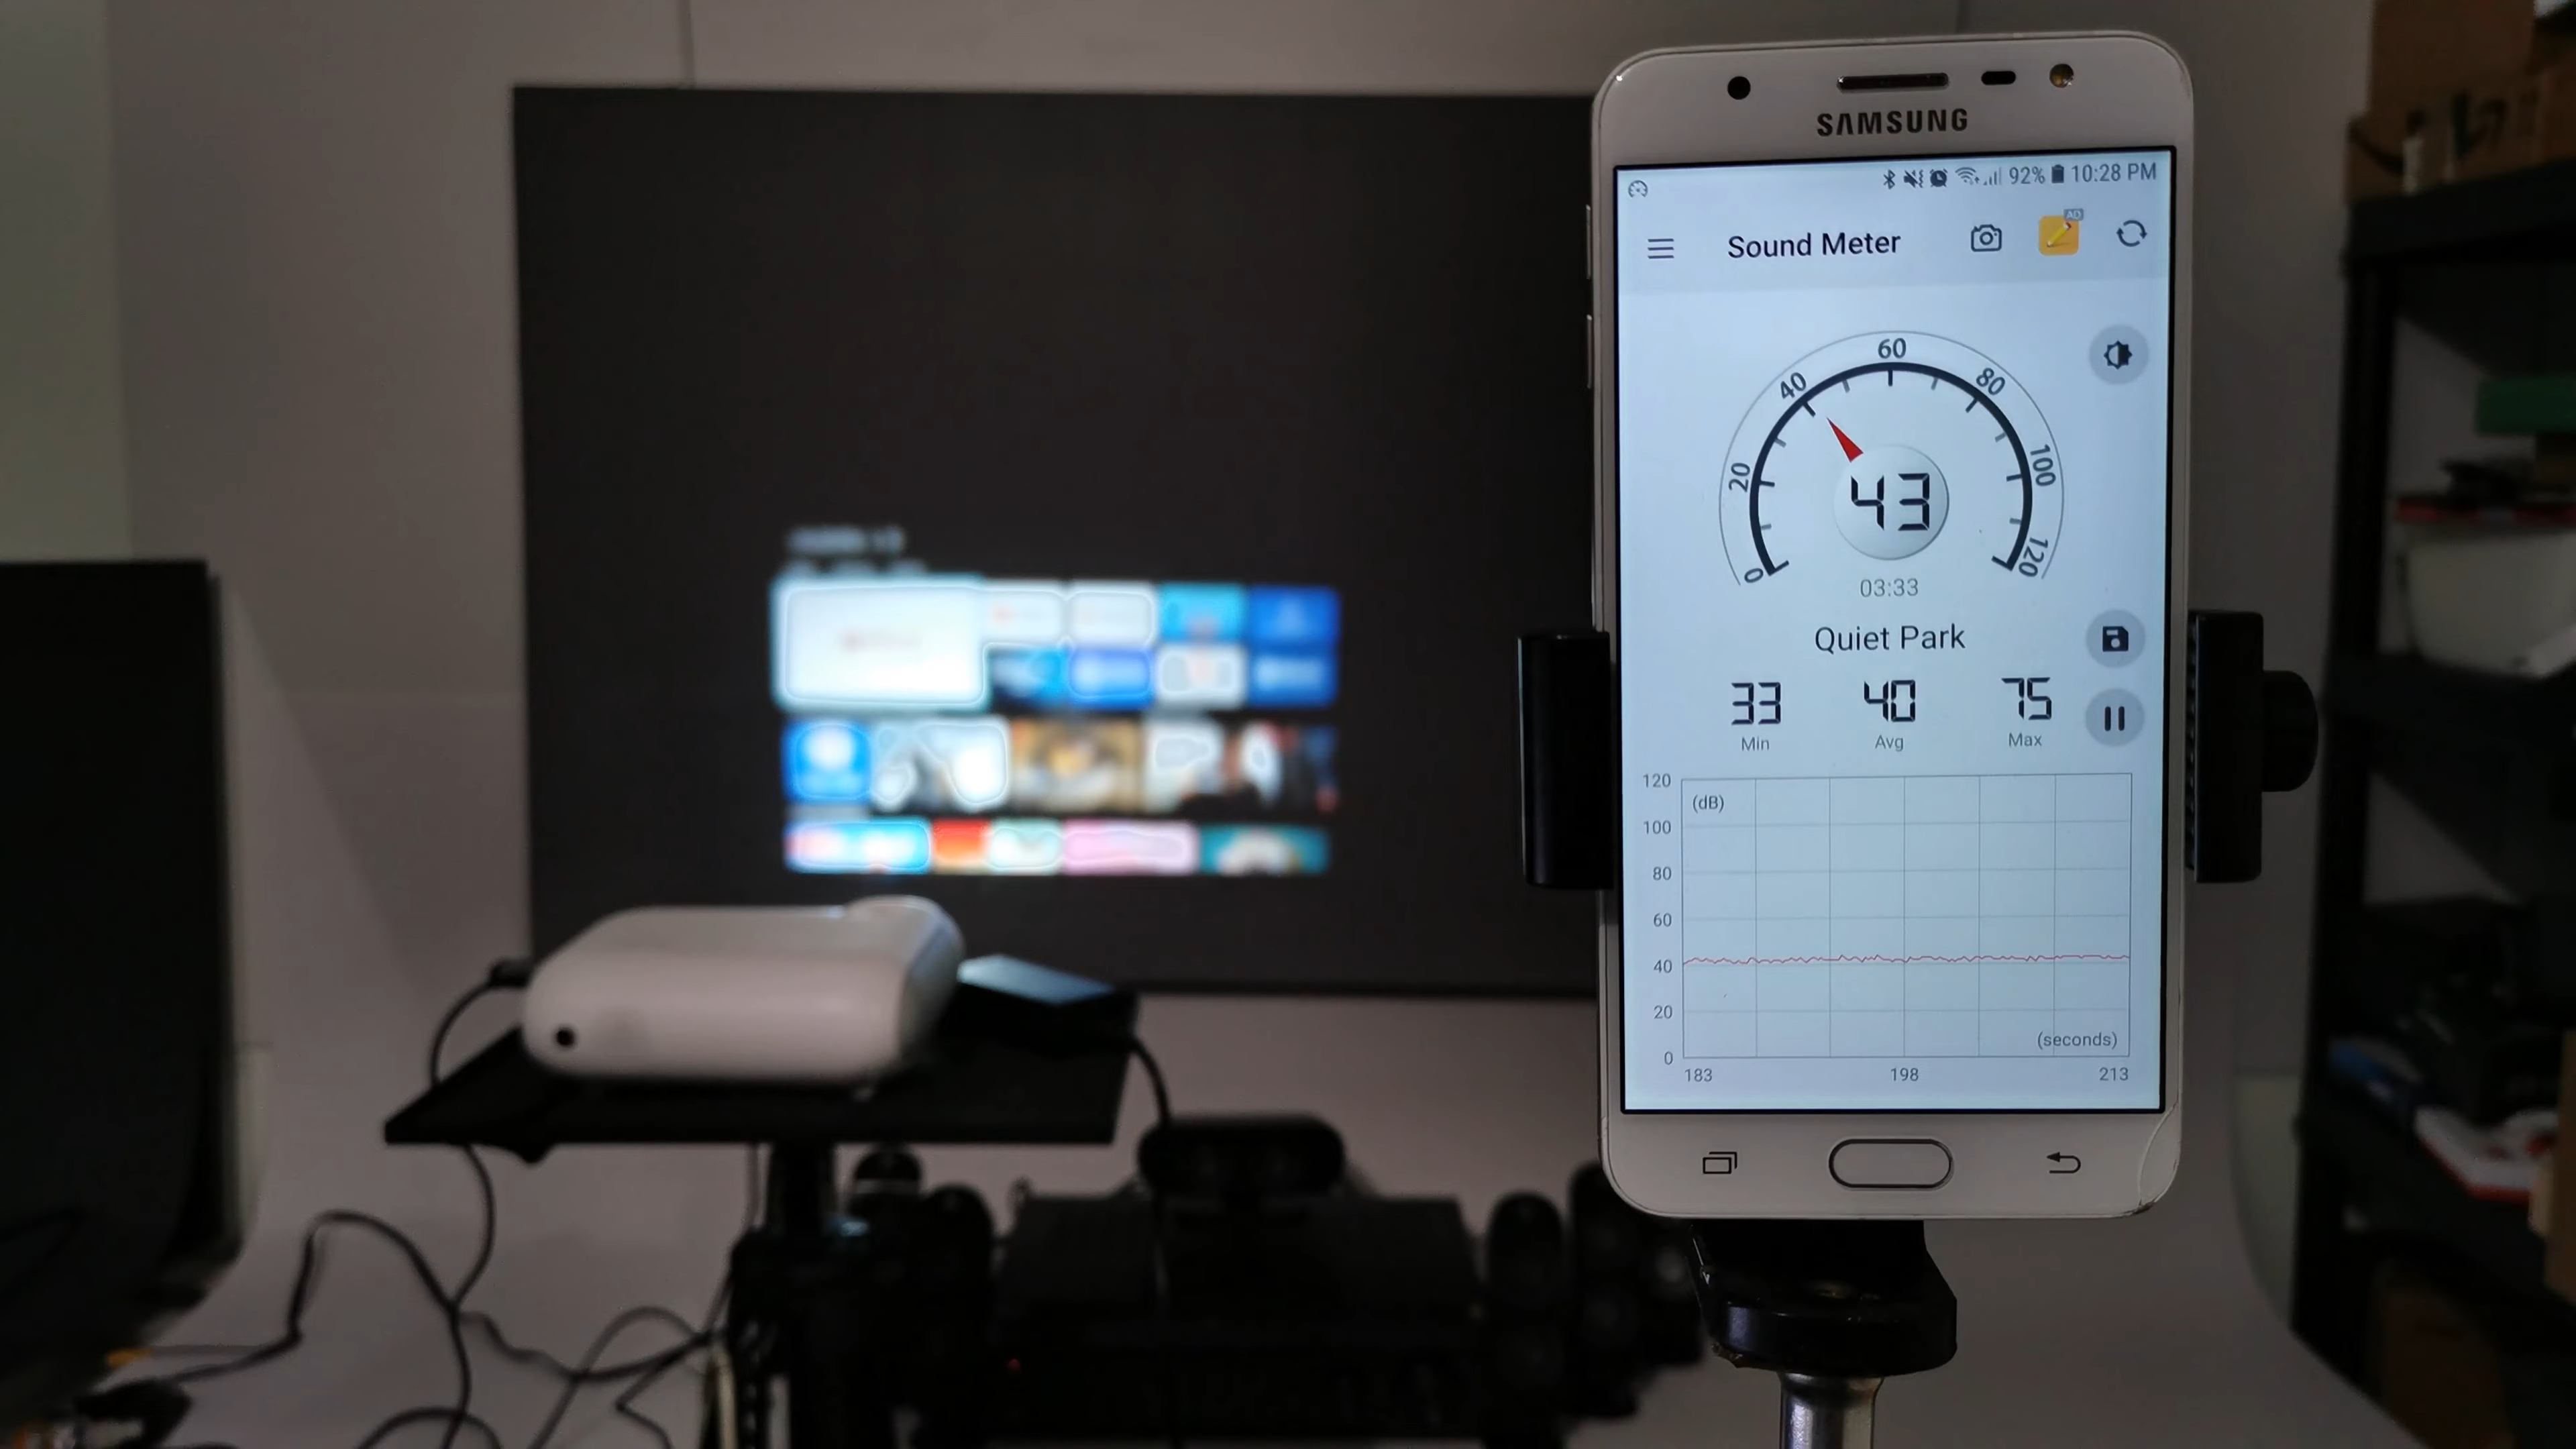 SAMSUNG
92% 10:28 PM
Sound Meter
AD
0 20 40 60 80 100 120
43
03:33
Quiet Park
33 40 75
Min Avg Max
120
(dB)
100
80
60
40
20
(seconds)
0
183 198 213